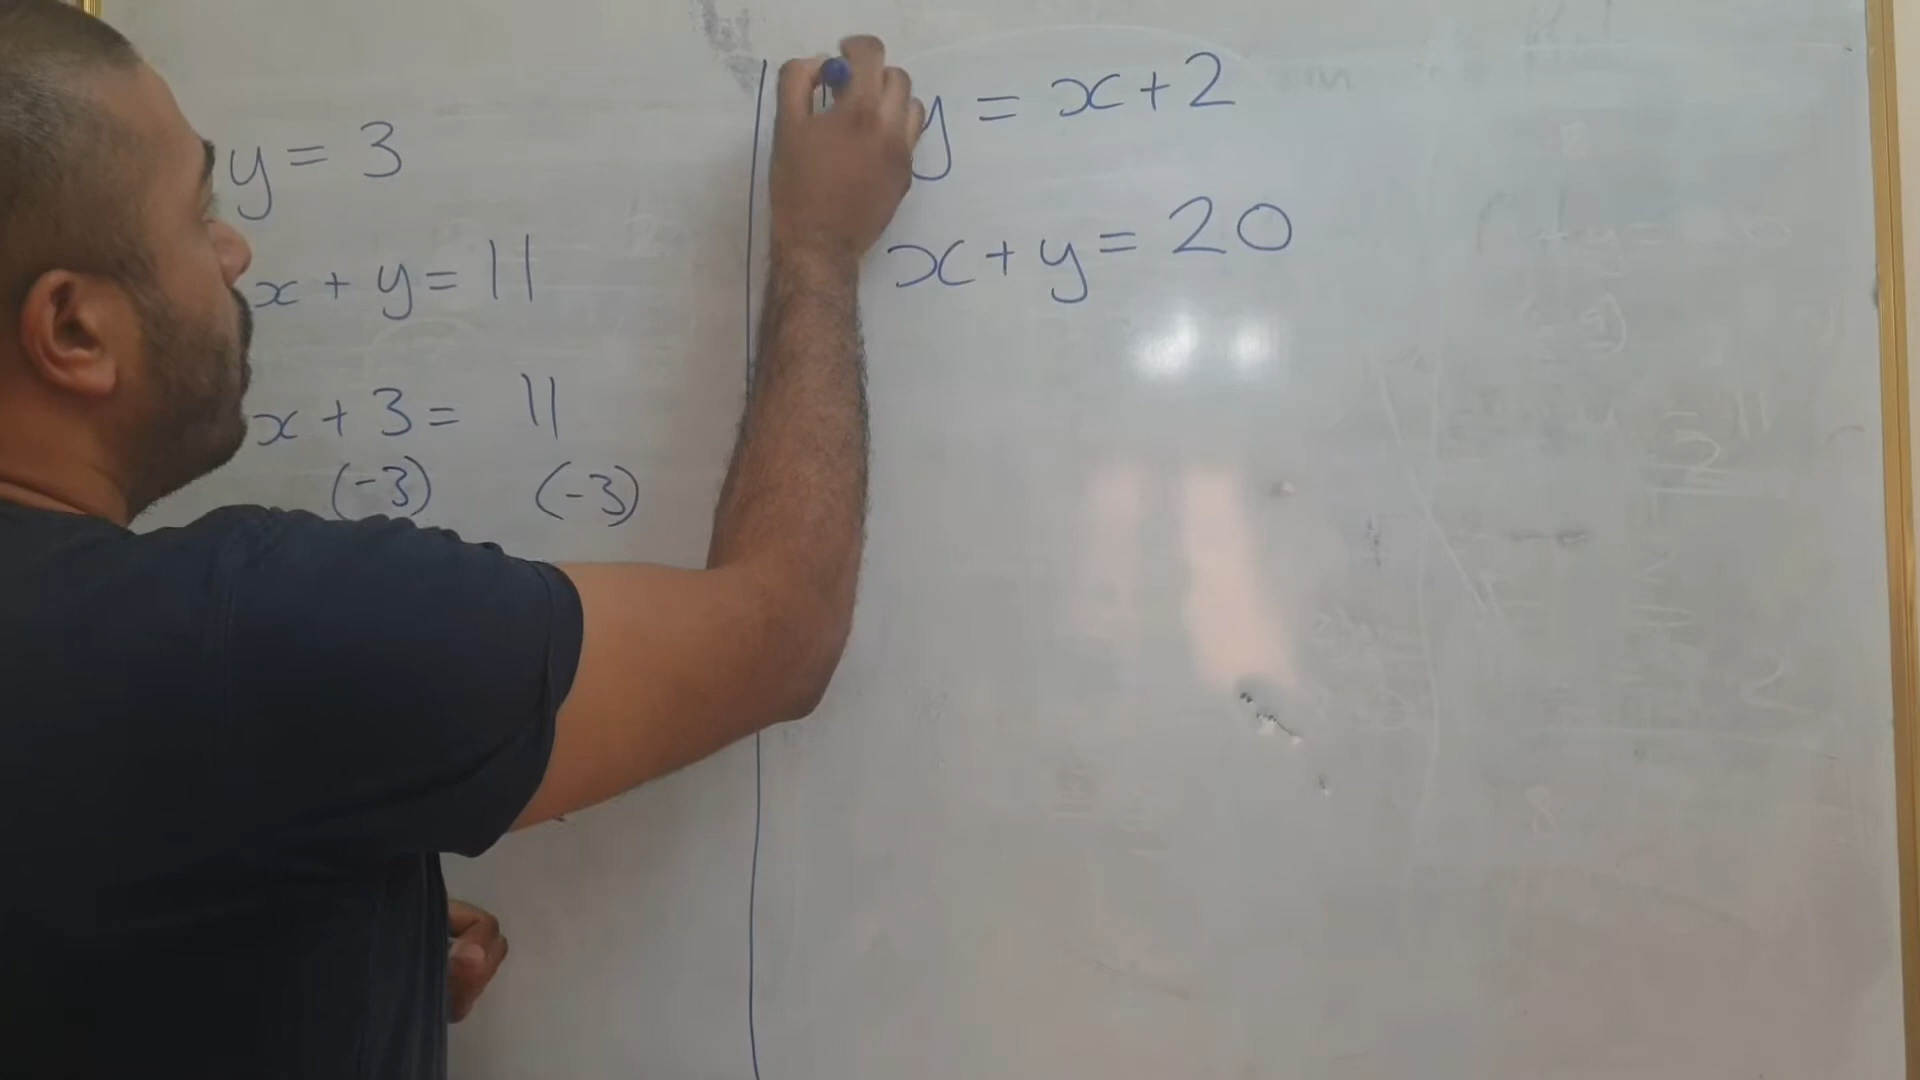 y = 3
x + y = 11
x + 3 = 11
(-3) (-3)
y = x + 2
x + y = 20